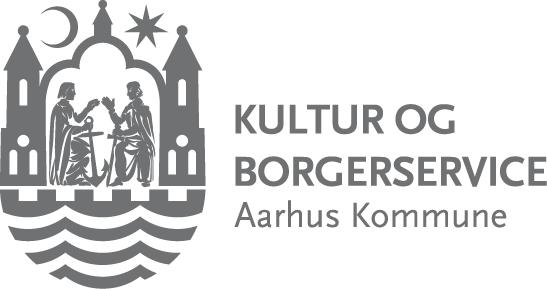 KULTUR OG
BORGERSERVICE
Aarhus Kommune